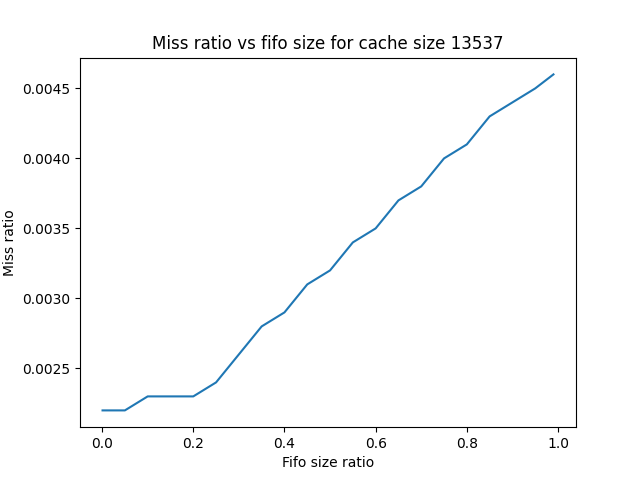 Miss ratio vs fifo size for cache size 13537
0.0045
0.0040
0.0035
0.0030
0.0025
Miss ratio
0.0 0.2 0.4 0.6 0.8 1.0
Fifo size ratio